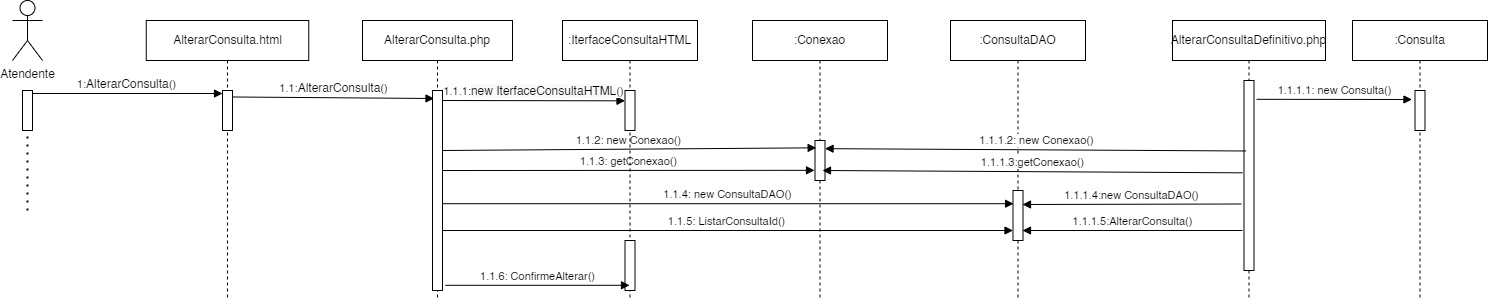 AlterarConsulta.html
AlterarConsulta.php
:IterfaceConsultaHTML
:Conexao
:ConsultaDAO
AlterarConsultaDefinitivo.php
:Consulta
Atendente
1:AlterarConsulta()
1.1:AlterarConsulta()
1.1.1:new IterfaceConsultaHTML()
1.1.1.1: new Consulta()
1.1.2: new Conexao()
1.1.1.2: new Conexao()
1.1.3: getConexao()
1.1.1.3:getConexao()
1.1.4: new ConsultaDAO()
1.1.1.4:new ConsultaDAO()
1.1.5: ListarConsultaId()
1.1.1.5:AlterarConsulta()
1.1.6: ConfirmeAlterar()